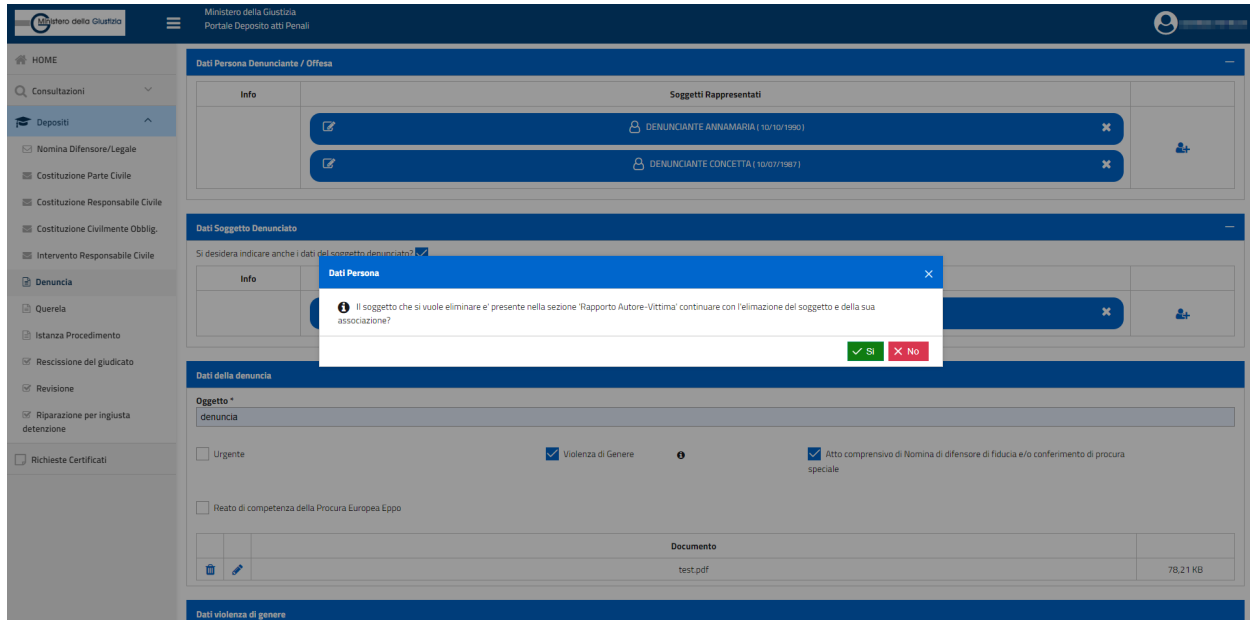 Ministero della Giustizia
Ministero della Giustizia
Portale Deposito atti Penali
HOME
Consultazioni
Depositi
Nomina Difensore/Legale
Costituzione Parte Civile
Costituzione Responsabile Civile
Costituzione Civilmente Obblig.
Intervento Responsabile Civile
Denuncia
Querela
Istanza Procedimento
Rescissione del giudicato
Revisione
Riparazione per ingiusta
detenzione
Richieste Certificati
Dati Persona Denunciante / Offesa
Info Soggetti Rappresentati
DENUNCIANTE ANNAMARIA ( 10/10/1990 )
DENUNCIANTE CONCETTA ( 10/07/1987 )
Dati Soggetto Denunciato
Si desidera indicare anche i dati del soggetto denunciato?
Info
Dati Persona
Il soggetto che si vuole eliminare e' presente nella sezione 'Rapporto Autore-Vittima' continuare con l'elimazione del soggetto e della sua
associazione?
Si No
Dati della denuncia
Oggetto *
denuncia
Urgente Violenza di Genere Atto comprensivo di Nomina di difensore di fiducia e/o conferimento di procura
speciale
Reato di competenza della Procura Europea Eppo
Documento
test.pdf 78,21 KB
Dati violenza di genere